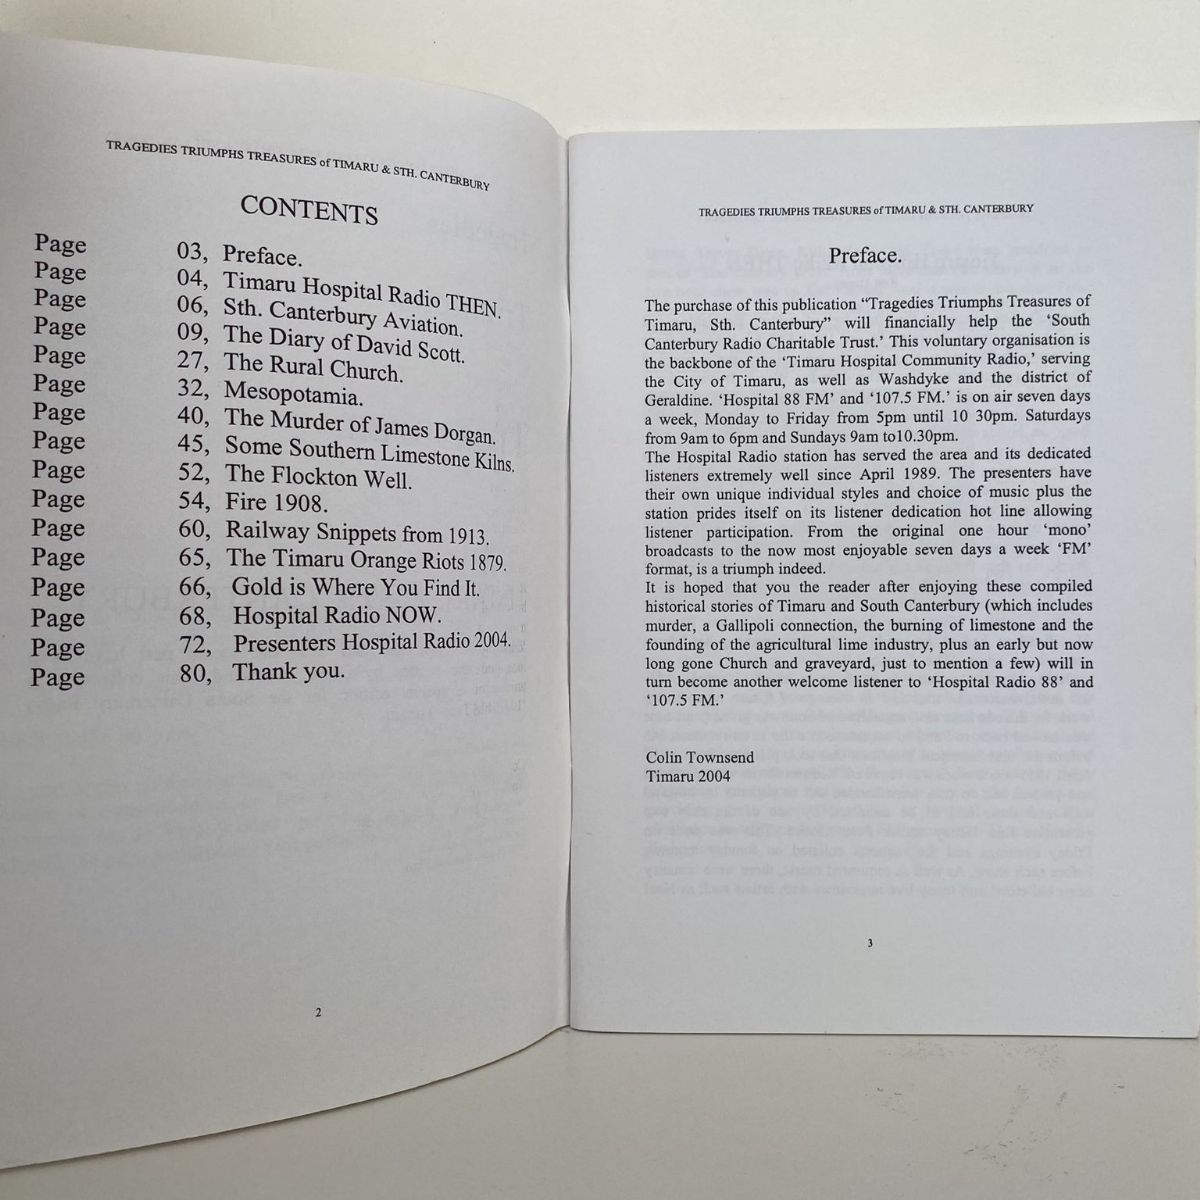 TRAGEDIES TRIUMPHS TREASURES of TIMARU & STH. CANTERBURY
CONTENTS
Page 03, Preface.
Page 04, Timaru Hospital Radio THEN.
Page 06, Sth. Canterbury Aviation.
Page 09, The Diary of David Scott.
Page 27, The Rural Church.
Page 32, Mesopotamia.
Page 40, The Murder of James Dorgan.
Page 45, Some Southern Limestone Kilns.
Page 52, The Flockton Well.
Page 54, Fire 1908.
Page 60, Railway Snippets from 1913.
Page 65, The Timaru Orange Riots 1879.
Page 66, Gold is Where You Find It.
Page 68, Hospital Radio NOW.
Page 72, Presenters Hospital Radio 2004.
Page 80, Thank you.
2
TRAGEDIES TRIUMPHS TREASURES of TIMARU & STH. CANTERBURY
Preface.
The purchase of this publication “Tragedies Triumphs Treasures of
Timaru, Sth. Canterbury” will financially help the ‘South
Canterbury Radio Charitable Trust.’ This voluntary organisation is
the backbone of the ‘Timaru Hospital Community Radio,’ serving
the City of Timaru, as well as Washdyke and the district of
Geraldine. ‘Hospital 88 FM’ and ‘107.5 FM.’ is on air seven days
a week, Monday to Friday from 5pm until 10 30pm. Saturdays
from 9am to 6pm and Sundays 9am to10.30pm.
The Hospital Radio station has served the area and its dedicated
listeners extremely well since April 1989. The presenters have
their own unique individual styles and choice of music plus the
station prides itself on its listener dedication hot line allowing
listener participation. From the original one hour ‘mono’
broadcasts to the now most enjoyable seven days a week ‘FM’
format, is a triumph indeed.
It is hoped that you the reader after enjoying these compiled
historical stories of Timaru and South Canterbury (which includes
murder, a Gallipoli connection, the burning of limestone and the
founding of the agricultural lime industry, plus an early but now
long gone Church and graveyard, just to mention a few) will in
turn become another welcome listener to ‘Hospital Radio 88’ and
‘107.5 FM.’
Colin Townsend
Timaru 2004
3